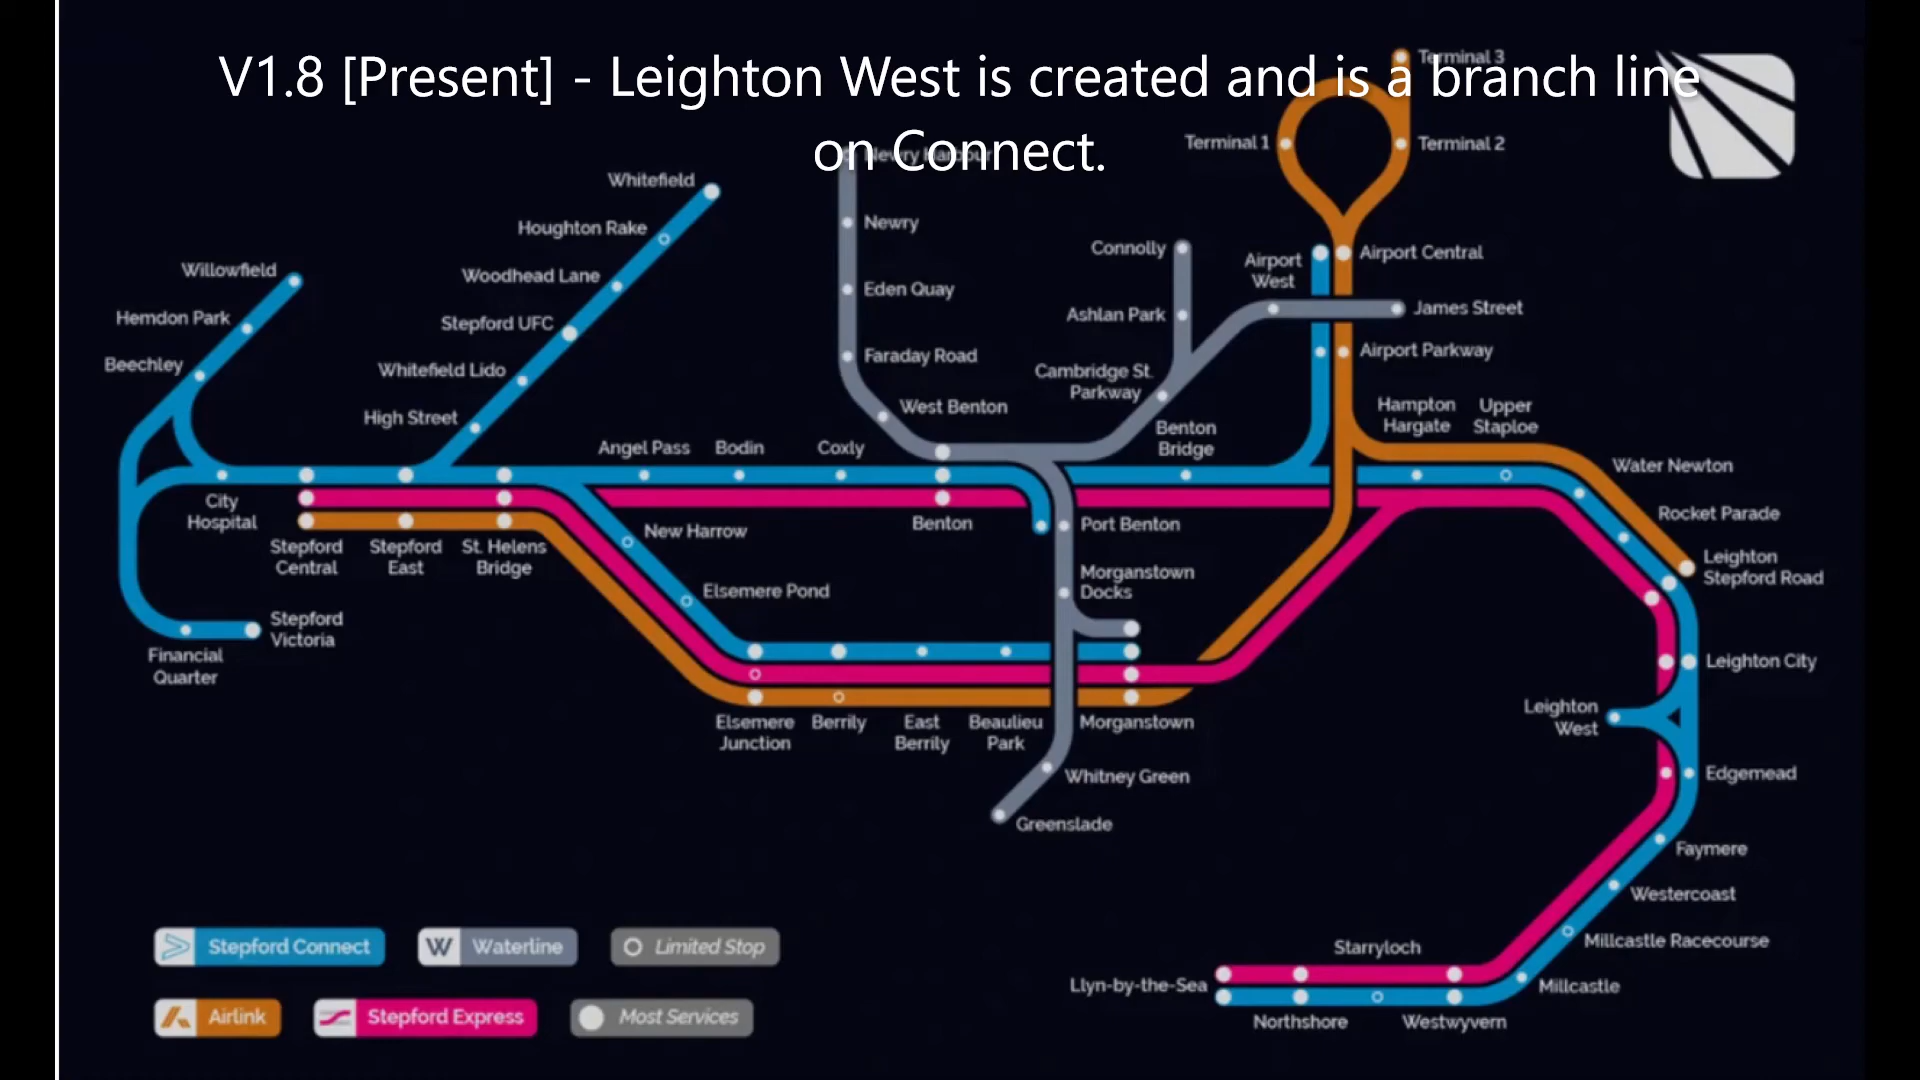 V1.8 [Present] - Leighton West is created and is a branch line
on Connect.
Terminal 3
Terminal 1
Terminal 2
Newry Harbour
Whitefield
Houghton Rake
Newry
Woodhead Lane
Connolly
Airport
West
Airport Central
Willowfield
Eden Quay
Hemdon Park
Stepford UFC
Ashlan Park
James Street
Beechley
Whitefield Lido
Faraday Road
Cambridge St.
Parkway
Airport Parkway
High Street
West Benton
Benton
Bridge
Hampton
Hargate
Upper
Staploe
Angel Pass
Bodin
Coxly
Water Newton
City
Hospital
New Harrow
Benton
Port Benton
Rocket Parade
Stepford
Central
Stepford
East
St. Helens
Bridge
Leighton
Stepford Road
Elsemere Pond
Morganstown
Docks
Stepford
Victoria
Financial
Quarter
Leighton City
Elsemere
Junction
Berrily
East
Berrily
Beaulieu
Park
Morganstown
Leighton
West
Whitney Green
Edgemead
Greenslade
Faymere
Westercoast
Millcastle Racecourse
Starryloch
Llyn-by-the-Sea
Millcastle
Northshore
Westwyvern
Stepford Connect
W Waterline
Limited Stop
Airlink
Stepford Express
Most Services